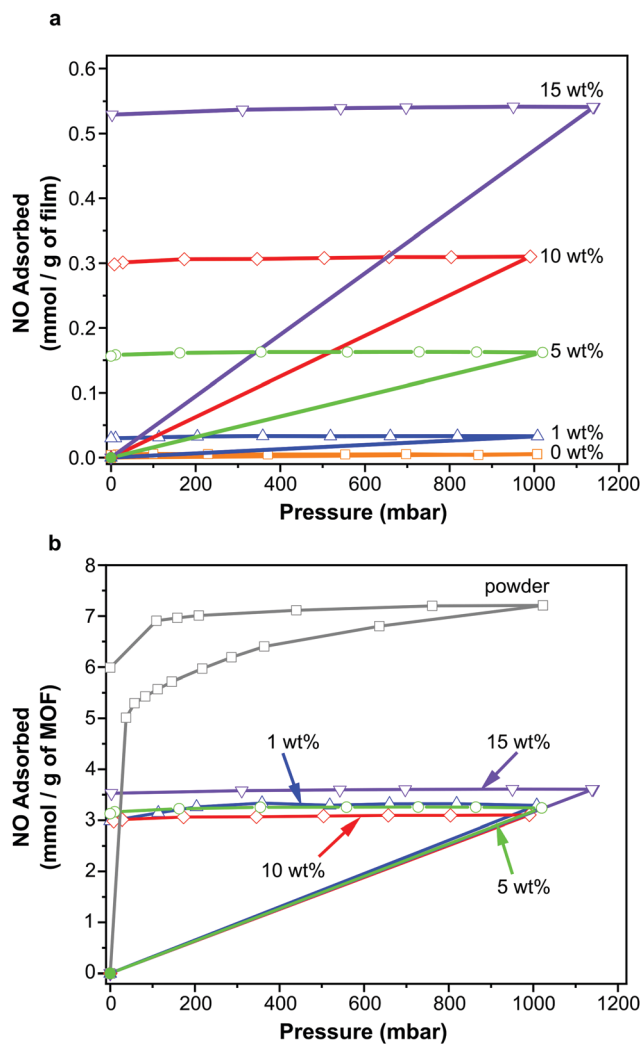 a
0.6
0.5
0.4
0.3
0.2
0.1
0.0
NO Adsorbed
(mmol / g of film)
15 wt%
10 wt%
5 wt%
1 wt%
0 wt%
0 200 400 600 800 1000 1200
Pressure (mbar)
b
8
7
6
5
4
3
2
1
0
NO Adsorbed
(mmol / g of MOF)
powder
1 wt%
15 wt%
10 wt%
5 wt%
0 200 400 600 800 1000 1200
Pressure (mbar)